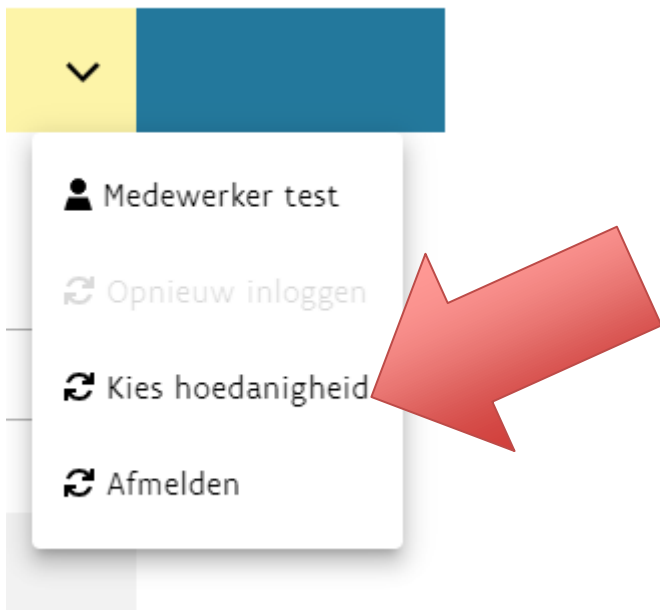 Medewerker test
Opnieuw inloggen
Kies hoedanigheid
Afmelden